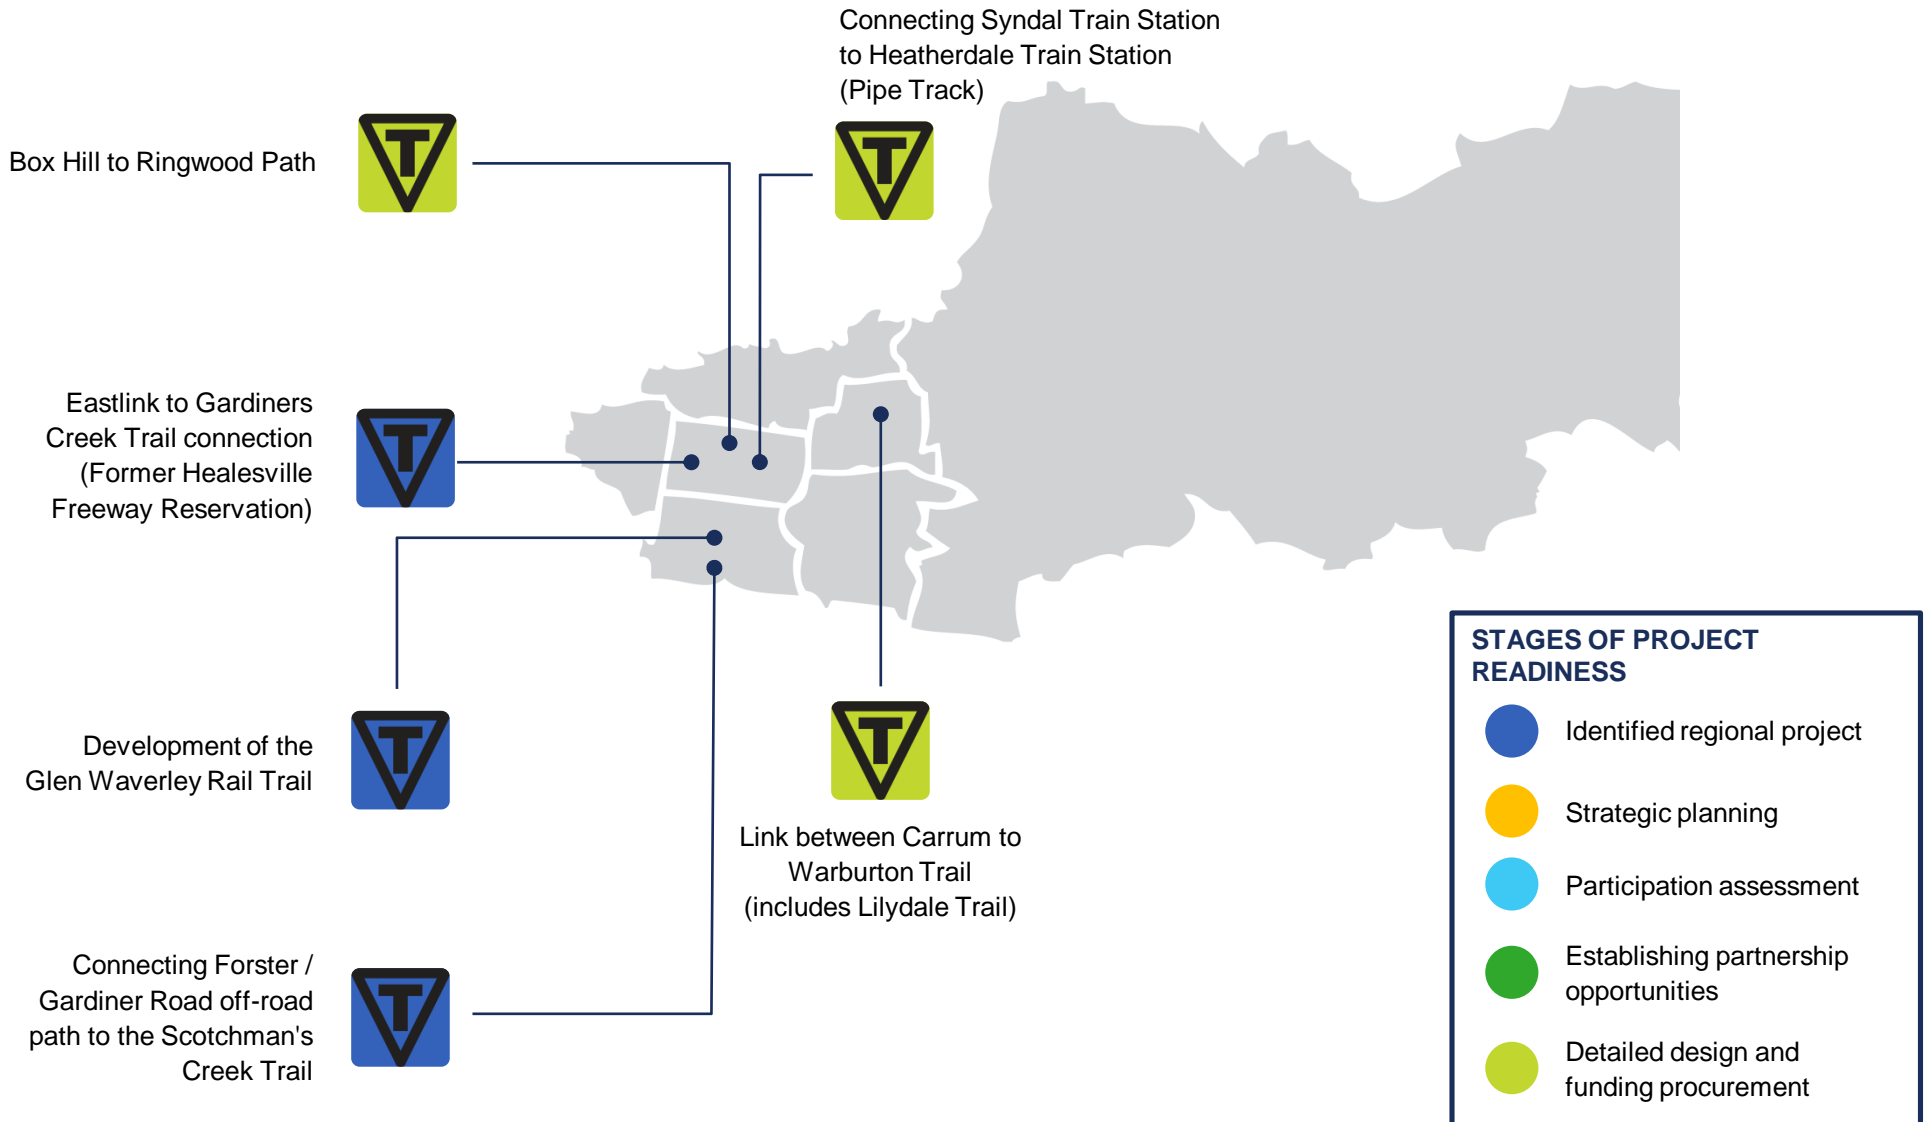 Connecting Syndal Train Station
to Heatherdale Train Station
(Pipe Track)
T
Box Hill to Ringwood Path
T
Eastlink to Gardiners
Creek Trail connection
(Former Healesville
Freeway Reservation)
T
Development of the
Glen Waverley Rail Trail
T
T
Link between Carrum to
Warburton Trail
(includes Lilydale Trail)
Connecting Forster /
Gardiner Road off-road
path to the Scotchman's
Creek Trail
T
STAGES OF PROJECT
READINESS
Identified regional project
Strategic planning
Participation assessment
Establishing partnership
opportunities
Detailed design and
funding procurement